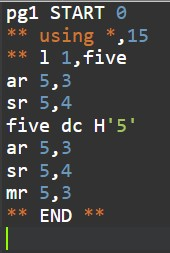 pg1 START 0
** using *,15
** l 1,five
ar 5,3
sr 5,4
five dc H'5'
ar 5,3
sr 5,4
mr 5,3
** END **